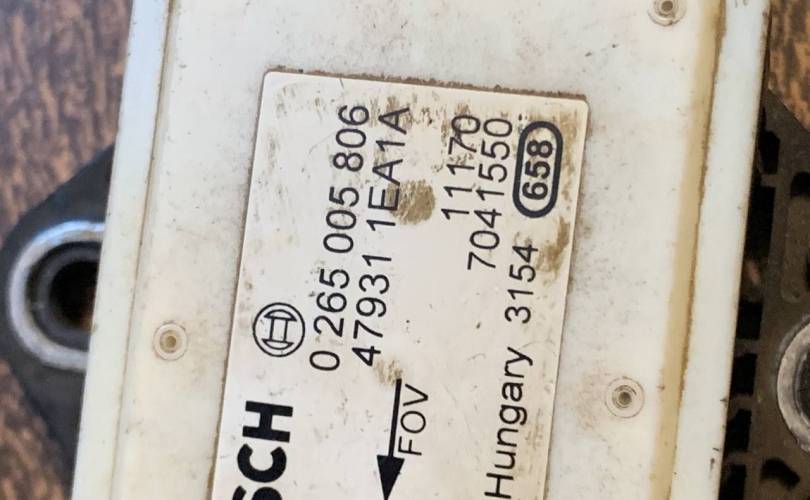 SCH
0 265 005 806
47931 1EA1A
FOV
11170
7041550
Hungary 3154 658